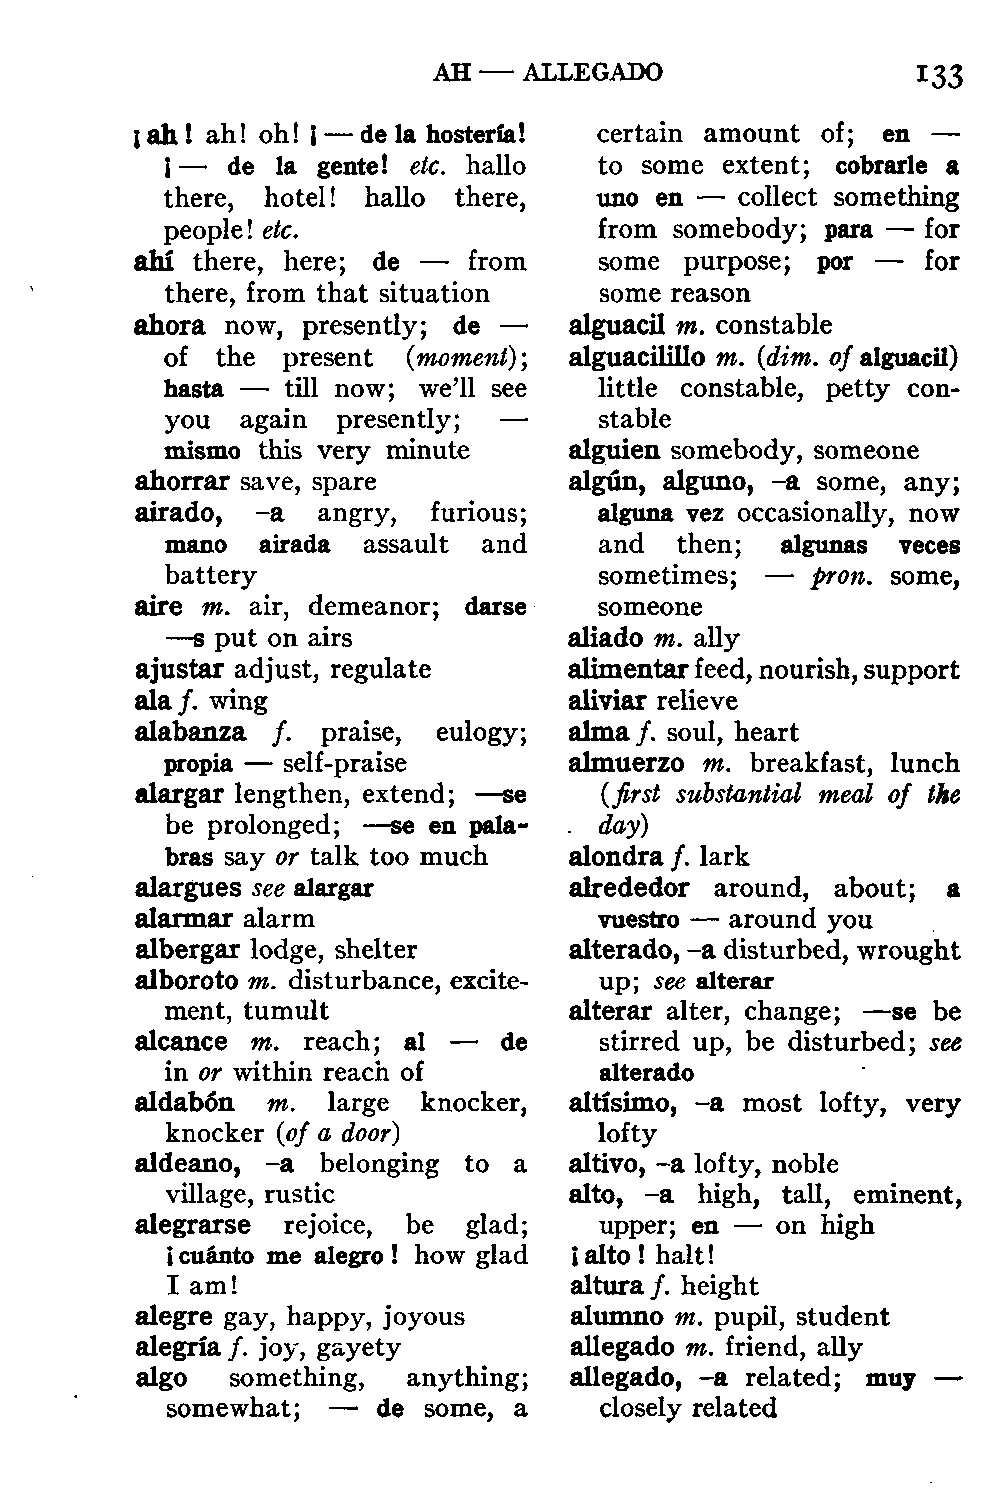 AH — ALLEGADO 133
¡ah! ah! oh! ¡— de la hostería!
¡— de la gente! etc. hallo
there, hotel! hallo there,
people! etc.
ahí there, here; de — from
there, from that situation
ahora now, presently; de —
of the present (moment);
hasta — till now; we'll see
you again presently; —
mismo this very minute
ahorrar save, spare
airado, -a angry, furious;
mano airada assault and
battery
aire m. air, demeanor; darse
—s put on airs
ajustar adjust, regulate
ala f. wing
alabanza f. praise, eulogy;
propia — self-praise
alargar lengthen, extend; —se
be prolonged; —se en pala-
bras say or talk too much
alargues see alargar
alarmar alarm
albergar lodge, shelter
alboroto m. disturbance, excite-
ment, tumult
alcance m. reach; al — de
in or within reach of
aldabón m. large knocker,
knocker (of a door)
aldeano, -a belonging to a
village, rustic
alegrarse rejoice, be glad;
¡cuánto me alegro! how glad
I am!
alegre gay, happy, joyous
alegría f. joy, gayety
algo something, anything;
somewhat; — de some, a
certain amount of; en —
to some extent; cobrarle a
uno en — collect something
from somebody; para — for
some purpose; por — for
some reason
alguacil m. constable
alguacilillo m. (dim. of alguacil)
little constable, petty con-
stable
alguien somebody, someone
algún, alguno, -a some, any;
alguna vez occasionally, now
and then; algunas veces
sometimes; — pron. some,
someone
aliado m. ally
alimentar feed, nourish, support
aliviar relieve
alma f. soul, heart
almuerzo m. breakfast, lunch
(first substantial meal of the
day)
alondra f. lark
alrededor around, about; a
vuestro — around you
alterado, -a disturbed, wrought
up; see alterar
alterar alter, change; —se be
stirred up, be disturbed; see
alterado
altísimo, -a most lofty, very
lofty
altivo, -a lofty, noble
alto, -a high, tall, eminent,
upper; en — on high
¡alto! halt!
altura f. height
alumno m. pupil, student
allegado m. friend, ally
allegado, -a related; muy —
closely related